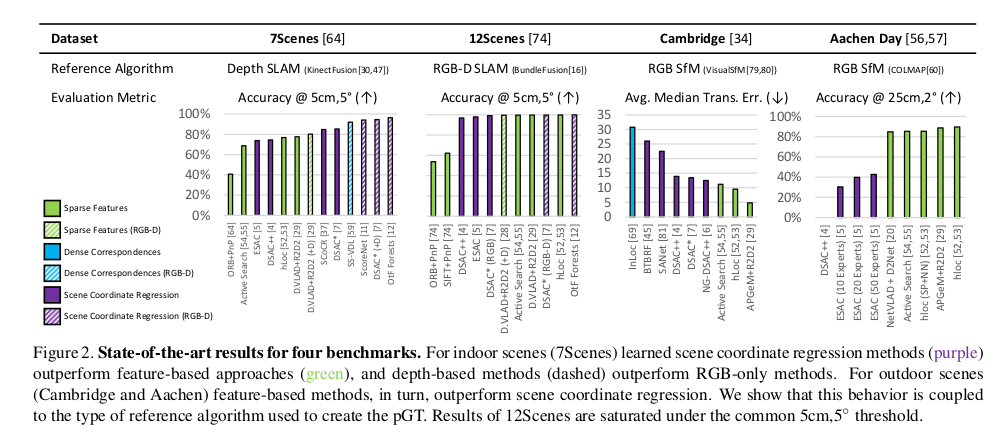 Dataset 7Scenes [64] 12Scenes [74] Cambridge [34] Aachen Day [56,57]
Reference Algorithm Depth SLAM (KinectFusion [30,47]) RGB-D SLAM (BundleFusion[16]) RGB SfM (VisualSfM [79,80]) RGB SfM (COLMAP[60])
Evaluation Metric Accuracy @ 5cm,5° (↑) Accuracy @ 5cm,5° (↑) Avg. Median Trans. Err. (↓) Accuracy @ 25cm,2° (↑)
100%
80%
60%
40%
20%
0%
ORB+PnP [64]
Active Search [54,55]
ESAC [5]
DSAC++ [4]
hLoc [52,53]
D.VLAD+R2D2 [29]
D.VLAD+R2D2 (+D) [29]
SCoCR [37]
DSAC* [7]
SS-VDL [59]
ScoreNet [11]
DSAC* (+D) [7]
OtF Forests [12]
ORB+PnP [74]
SIFT+PnP [74]
DSAC++ [4]
ESAC [5]
DSAC* (RGB) [7]
D.VLAD+R2D2 (+D) [28]
Active Search [54,55]
D.VLAD+R2D2 [29]
DSAC* (RGB-D) [7]
hLoc [52,53]
OtF Forests [12]
35
30
25
20
15
10
5
0
InLoc [69]
BTBRF [45]
SANet [81]
DSAC++ [4]
DSAC* [7]
NG-DSAC++ [6]
Active Search [54,55]
hLoc [52,53]
APGeM+R2D2 [29]
100%
80%
60%
40%
20%
0%
DSAC++ [4]
ESAC (10 Experts) [5]
ESAC (20 Experts) [5]
ESAC (50 Experts) [5]
NetVLAD + D2Net [20]
Active Search [54,55]
hloc (SP+NN) [52,53]
APGeM+R2D2 [29]
hloc [52,53]
Sparse Features
Sparse Features (RGB-D)
Dense Correspondences
Dense Correspondences (RGB-D)
Scene Coordinate Regression
Scene Coordinate Regression (RGB-D)
Figure 2. State-of-the-art results for four benchmarks. For indoor scenes (7Scenes) learned scene coordinate regression methods (purple)
outperform feature-based approaches (green), and depth-based methods (dashed) outperform RGB-only methods. For outdoor scenes
(Cambridge and Aachen) feature-based methods, in turn, outperform scene coordinate regression. We show that this behavior is coupled
to the type of reference algorithm used to create the pGT. Results of 12Scenes are saturated under the common 5cm,5° threshold.